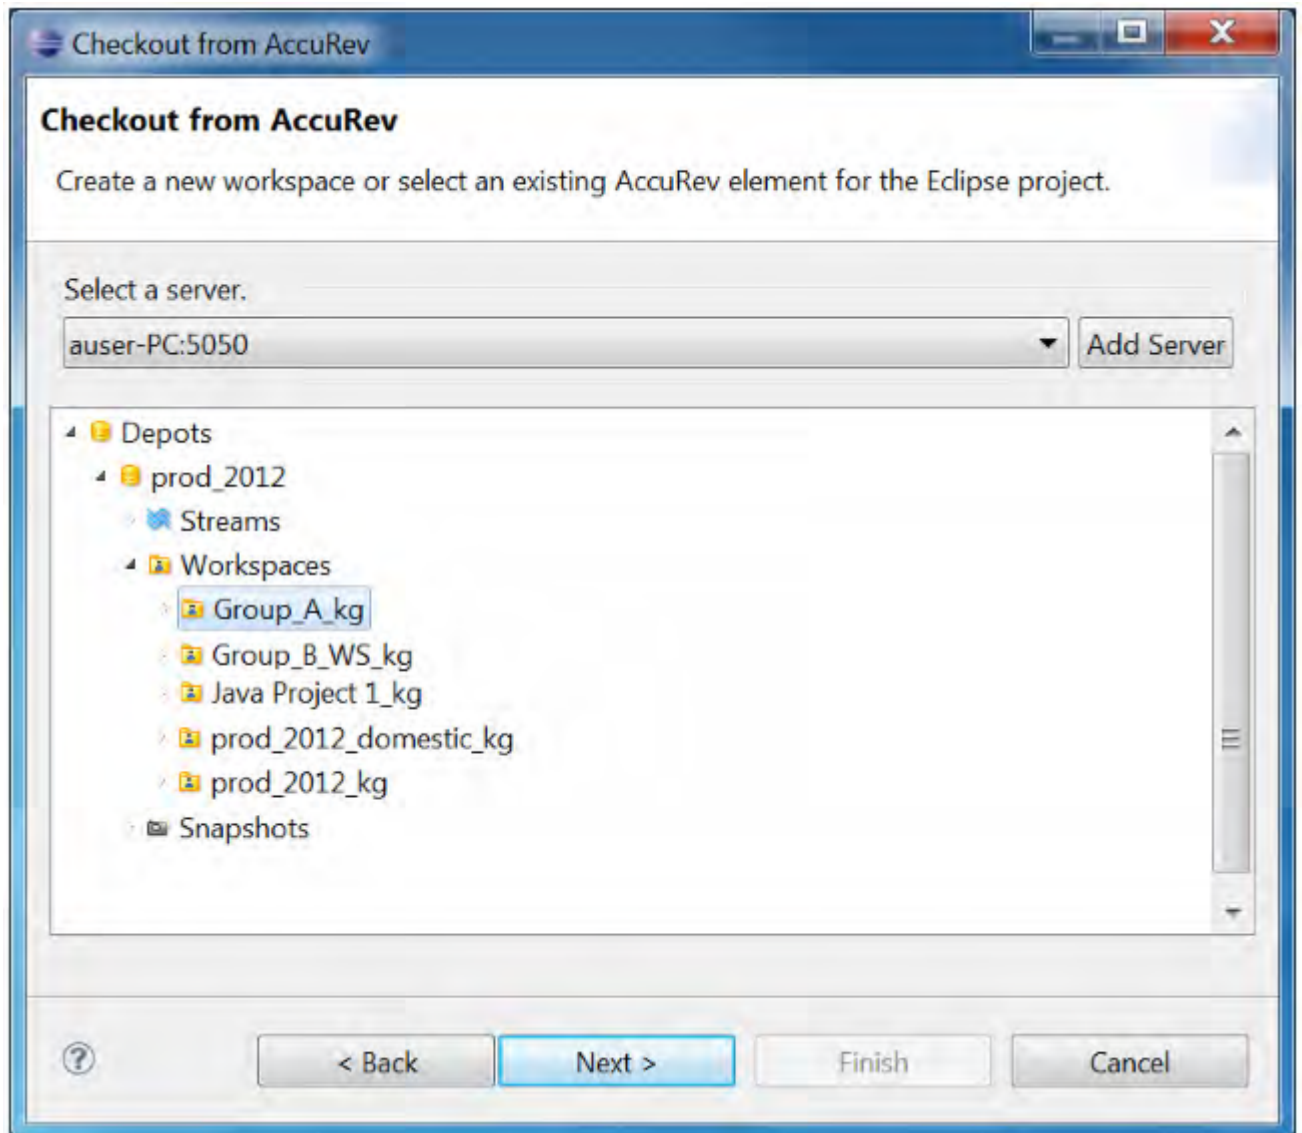 Checkout from AccuRev
Checkout from AccuRev
Create a new workspace or select an existing AccuRev element for the Eclipse project.
Select a server.
auser-PC:5050
Add Server
Depots
prod_2012
Streams
Workspaces
Group_A_kg
Group_B_WS_kg
Java Project 1_kg
prod_2012_domestic_kg
prod_2012_kg
Snapshots
< Back
Next >
Finish
Cancel